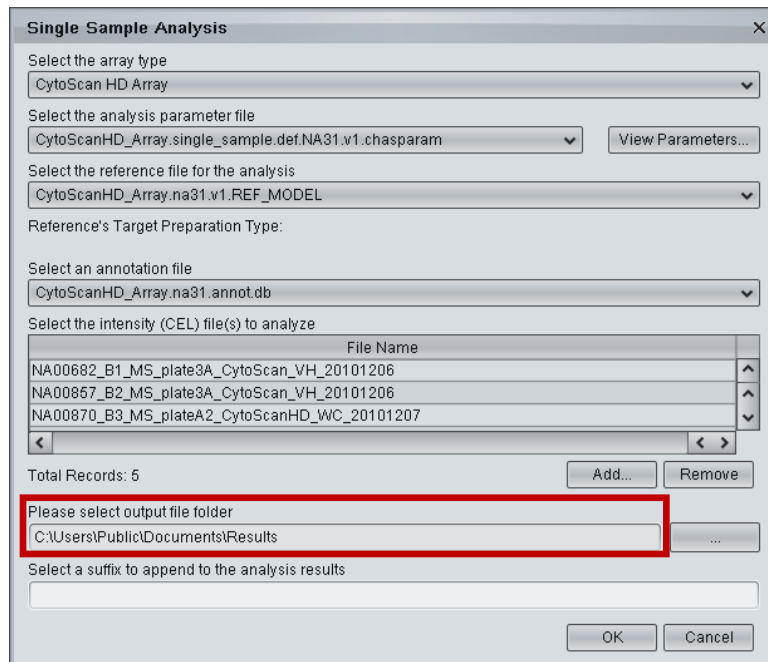 Single Sample Analysis
Select the array type
CytoScan HD Array
Select the analysis parameter file
CytoScanHD_Array.single_sample.def.NA31.v1.chasparam
View Parameters...
Select the reference file for the analysis
CytoScanHD_Array.na31.v1.REF_MODEL
Reference's Target Preparation Type:
Select an annotation file
CytoScanHD_Array.na31.annot.db
Select the intensity (CEL) file(s) to analyze
File Name
NA00682_B1_MS_plate3A_CytoScan_VH_20101206
NA00857_B2_MS_plate3A_CytoScan_VH_20101206
NA00870_B3_MS_plateA2_CytoScanHD_WC_20101207
Total Records: 5
Add...
Remove
Please select output file folder
C:\Users\Public\Documents\Results
...
Select a suffix to append to the analysis results
OK
Cancel